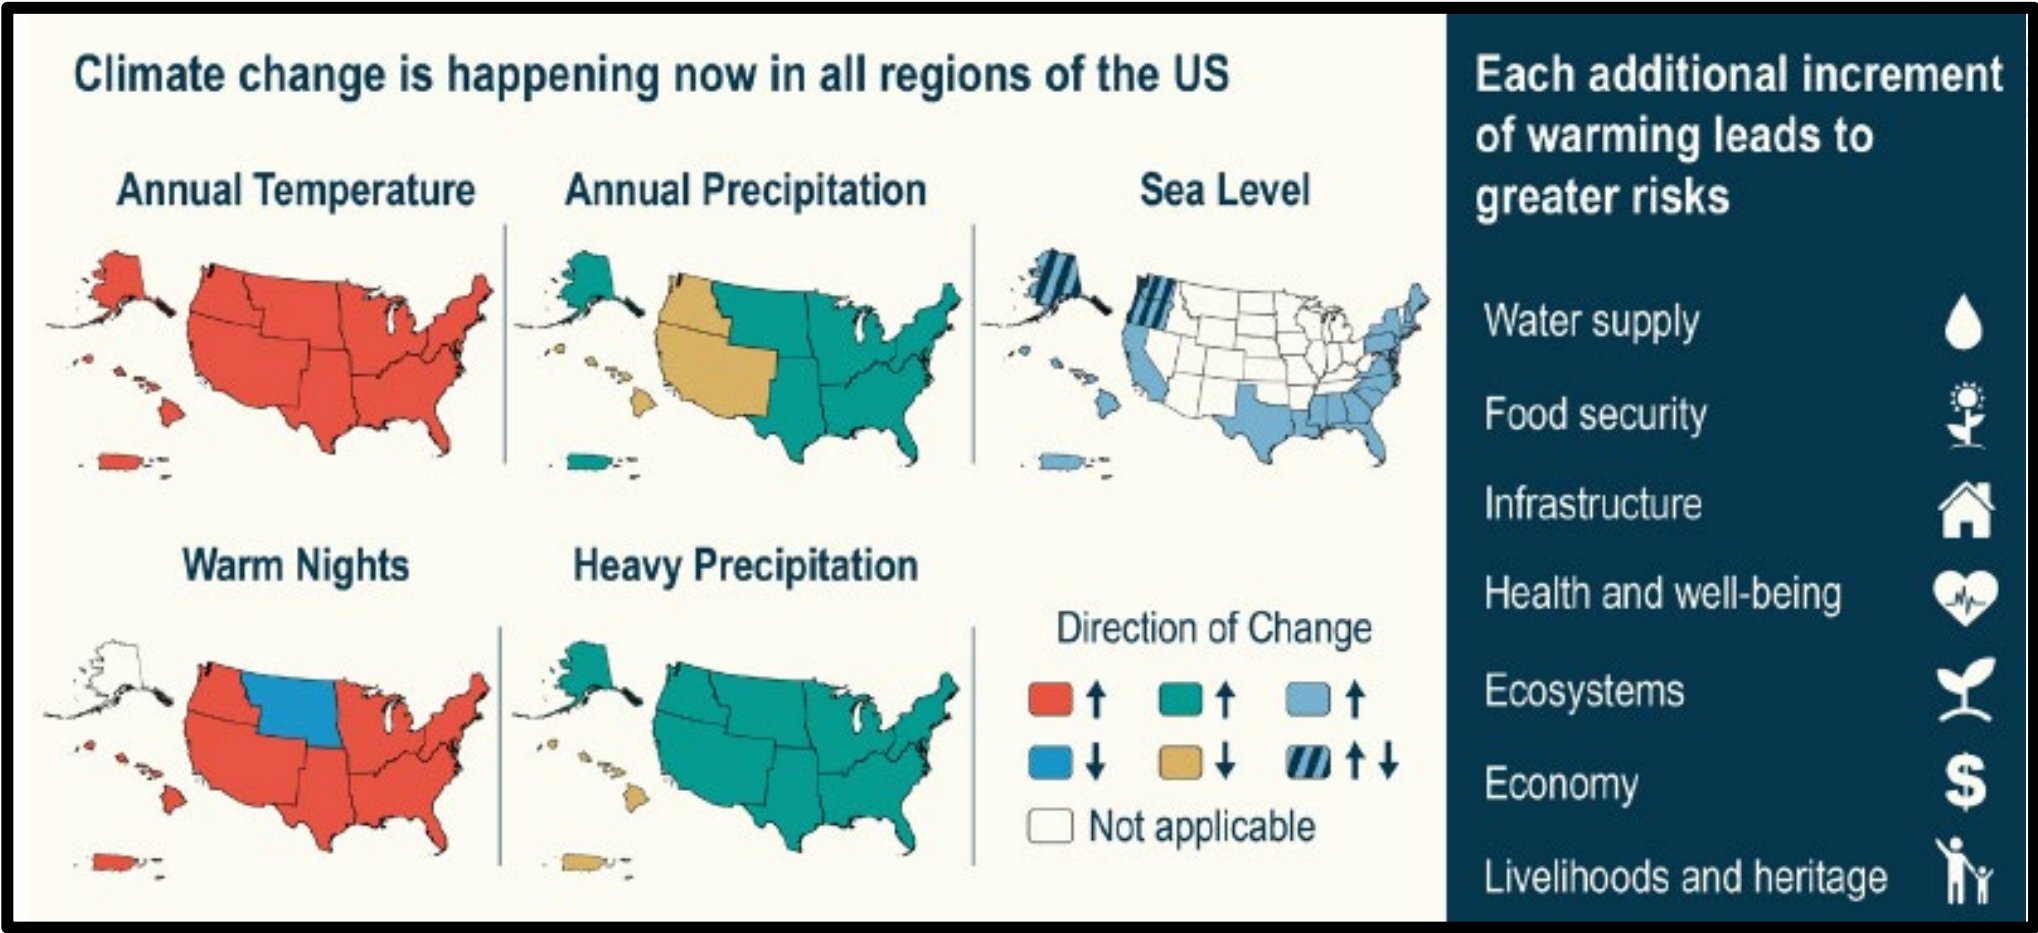 Climate change is happening now in all regions of the US
Annual Temperature
Annual Precipitation
Sea Level
Warm Nights
Heavy Precipitation
Direction of Change
Not applicable
Each additional increment
of warming leads to
greater risks
Water supply
Food security
Infrastructure
Health and well-being
Ecosystems
Economy
$
Livelihoods and heritage